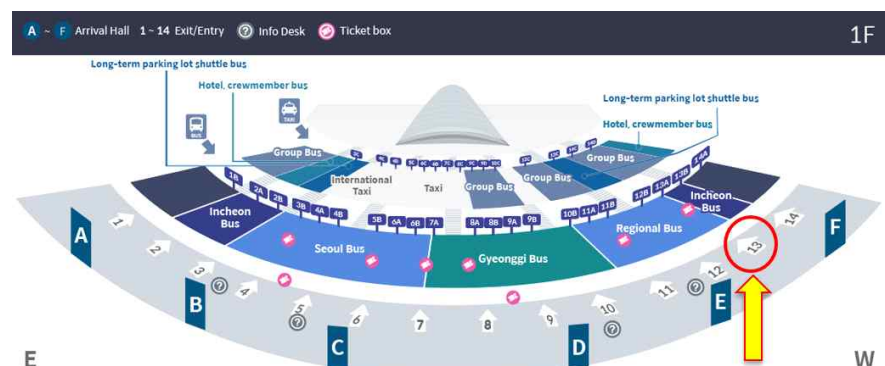 A ~ F Arrival Hall 1 ~ 14 Exit/Entry ? Info Desk Ticket box
1F
Long-term parking lot shuttle bus
Hotel, crewmember bus
BUS
TAXI
Long-term parking lot shuttle bus
Hotel, crewmember bus
Group Bus
International
Taxi
Taxi
Group Bus
Group Bus
Group Bus
1B 2A 2B 3B 4A 4B 5B 6A 6B 7A 8A 8B 9A 9B 10B 11A 11B 12B 13A 13B 14A
Incheon
Bus
Seoul Bus
Gyeonggi Bus
Regional Bus
Incheon
Bus
A
B
C
D
E
F
1 2 3 4 5 6 7 8 9 10 11 12 13 14
? ? ? ?
E
W